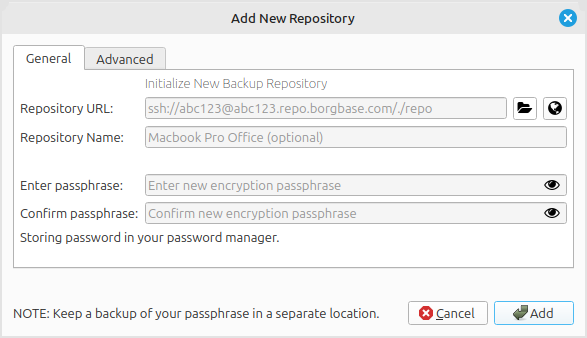 Add New Repository
General
Advanced
Initialize New Backup Repository
Repository URL: ssh://abc123@abc123.repo.borgbase.com/./repo
Repository Name: Macbook Pro Office (optional)
Enter passphrase: Enter new encryption passphrase
Confirm passphrase: Confirm new encryption passphrase
Storing password in your password manager.
NOTE: Keep a backup of your passphrase in a separate location.
Cancel
Add